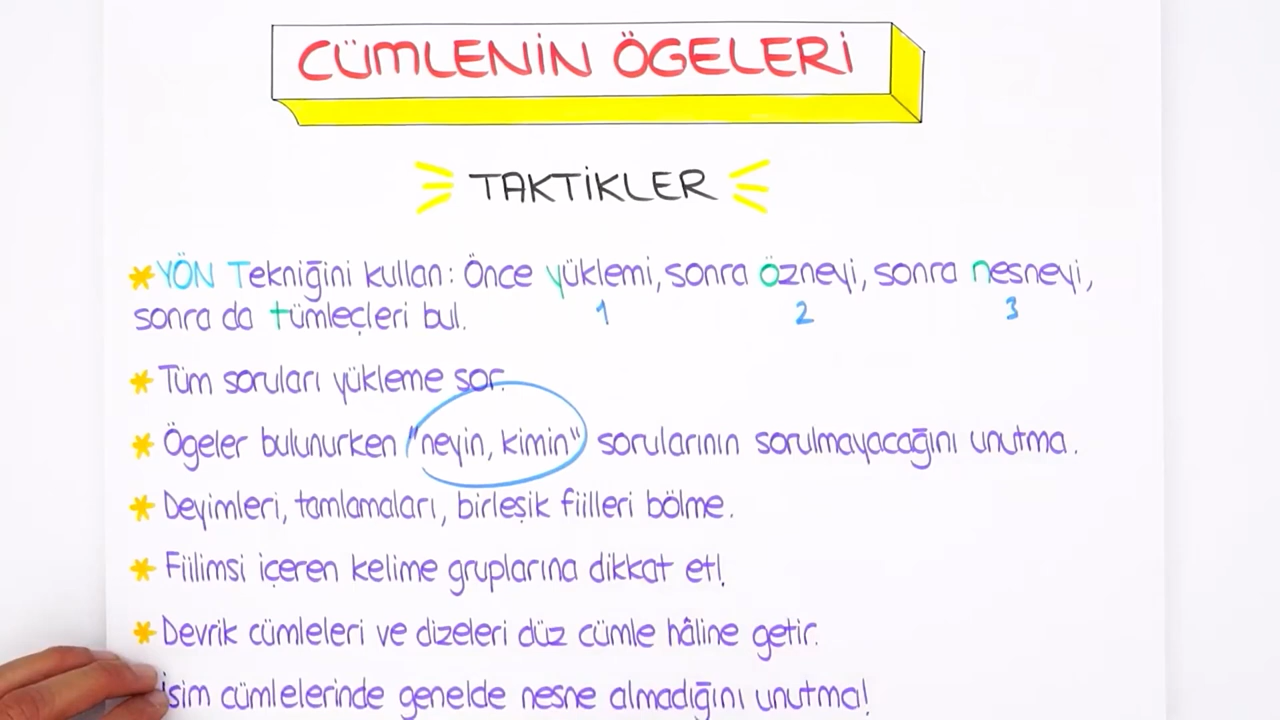 CÜMLENİN ÖGELERİ
TAKTİKLER
* YÖN Tekniğini kullan: Önce yüklemi, sonra özneyi, sonra nesneyi,
sonra da tümleçleri bul.
1 2 3
* Tüm soruları yükleme sor.
* Ögeler bulunurken "neyin, kimin" sorularının sorulmayacağını unutma.
* Deyimleri, tamlamaları, birleşik fiilleri bölme.
* Fiilimsi içeren kelime gruplarına dikkat et!
* Devrik cümleleri ve dizeleri düz cümle hâline getir.
İsim cümlelerinde genelde nesne almadığını unutma!